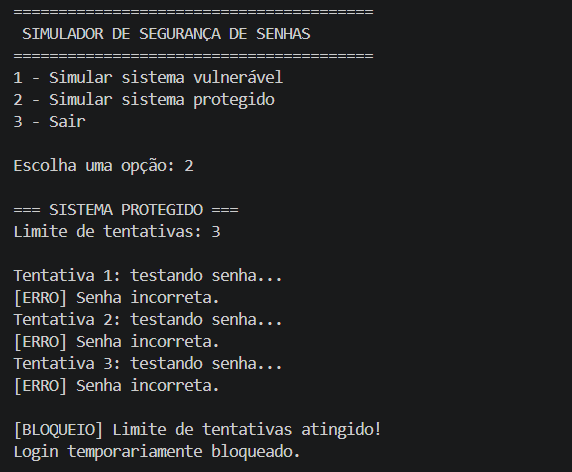 ========================================
SIMULADOR DE SEGURANÇA DE SENHAS
========================================
1 - Simular sistema vulnerável
2 - Simular sistema protegido
3 - Sair
Escolha uma opção: 2
=== SISTEMA PROTEGIDO ===
Limite de tentativas: 3
Tentativa 1: testando senha...
[ERRO] Senha incorreta.
Tentativa 2: testando senha...
[ERRO] Senha incorreta.
Tentativa 3: testando senha...
[ERRO] Senha incorreta.
[BLOQUEIO] Limite de tentativas atingido!
Login temporariamente bloqueado.